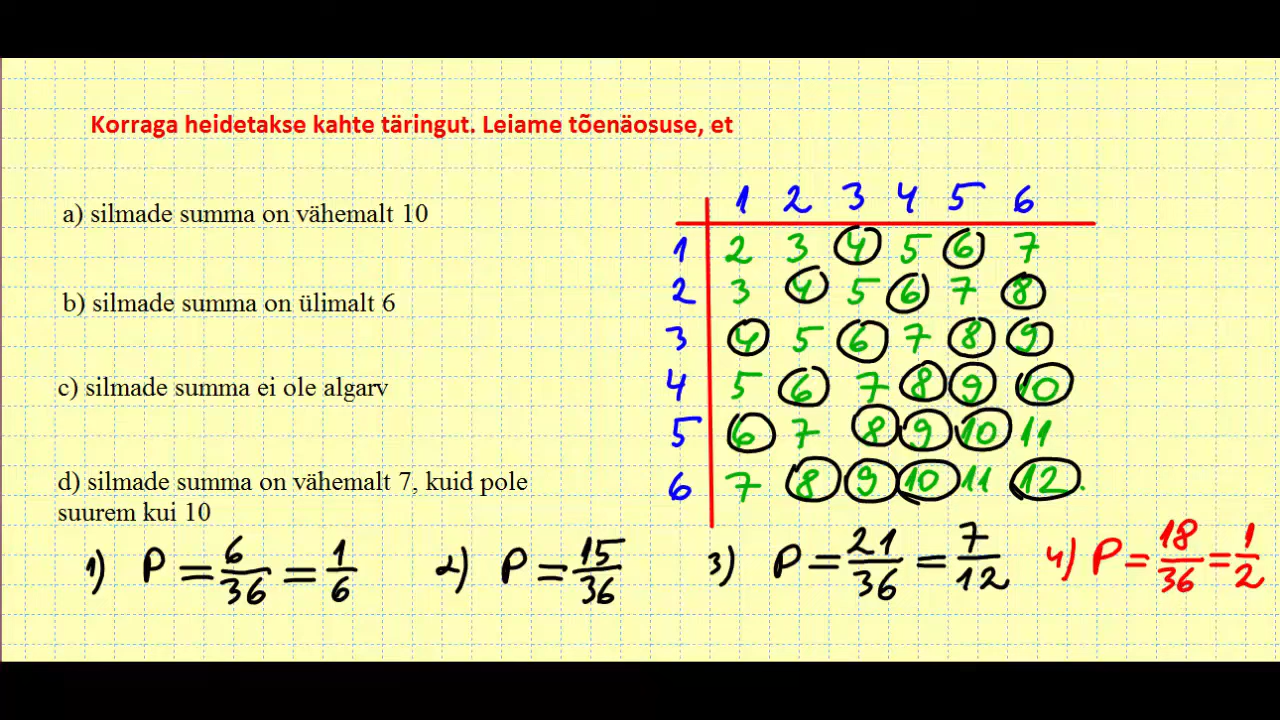 Korraga heidetakse kahte täringut. Leiame tõenäosuse, et
a) silmade summa on vähemalt 10
b) silmade summa on ülimalt 6
c) silmade summa ei ole algarv
d) silmade summa on vähemalt 7, kuid pole
suurem kui 10
1 2 3 4 5 6
1 2 3 4 5 6 7
2 3 4 5 6 7 8
3 4 5 6 7 8 9
4 5 6 7 8 9 10
5 6 7 8 9 10 11
6 7 8 9 10 11 12.
1) P = 6/36 = 1/6
2) P = 15/36
3) P = 21/36 = 7/12
4) P = 18/36 = 1/2